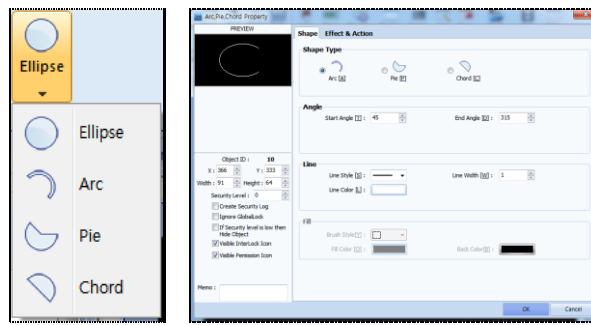 Ellipse
Ellipse
Arc
Pie
Chord
Arc,Pie,Chord Property
PREVIEW
Object ID : 10
X : 366 Y : 333
Width : 91 Height : 64
Security Level : 0
Create Security Log
Ignore GlobalLock
If Security level is low then
Hide Object
Visible InterLock Icon
Visible Permission Icon
Memo :
Shape Effect & Action
Shape Type
Arc [A] Pie [P] Chord [C]
Angle
Start Angle [T] : 45 End Angle [D] : 315
Line
Line Style [S] : Line Width [W] : 1
Line Color [L] :
Fill
Brush Style[Y] :
Fill Color [O] : Back Color[B] :
OK Cancel